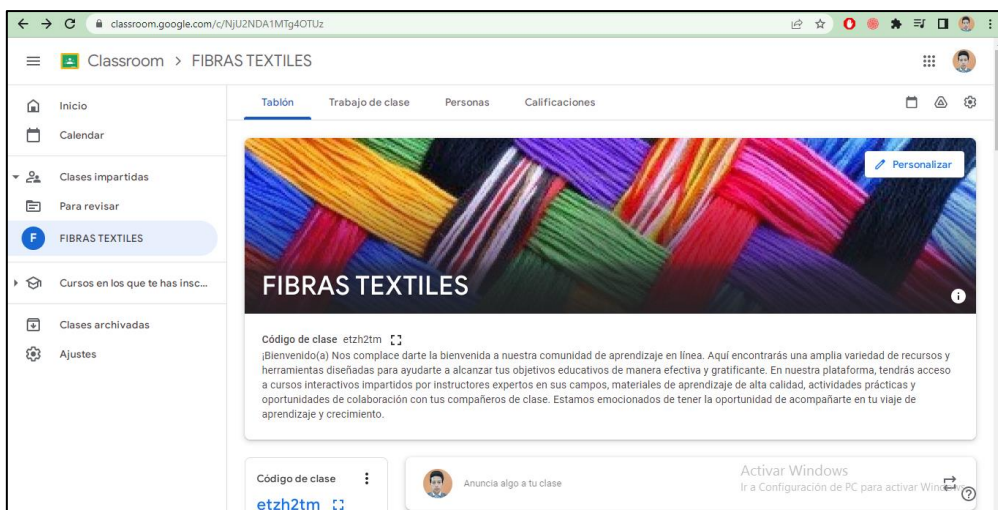 classroom.google.com/c/NjU2NDA1MTg4OTUz
Classroom > FIBRAS TEXTILES
Inicio
Calendar
Clases impartidas
Para revisar
F FIBRAS TEXTILES
Cursos en los que te has insc...
Clases archivadas
Ajustes
Tablón Trabajo de clase Personas Calificaciones
Personalizar
FIBRAS TEXTILES
Código de clase etzh2tm
¡Bienvenido(a) Nos complace darte la bienvenida a nuestra comunidad de aprendizaje en línea. Aquí encontrarás una amplia variedad de recursos y
herramientas diseñadas para ayudarte a alcanzar tus objetivos educativos de manera efectiva y gratificante. En nuestra plataforma, tendrás acceso
a cursos interactivos impartidos por instructores expertos en sus campos, materiales de aprendizaje de alta calidad, actividades prácticas y
oportunidades de colaboración con tus compañeros de clase. Estamos emocionados de tener la oportunidad de acompañarte en tu viaje de
aprendizaje y crecimiento.
Código de clase
etzh2tm
Anuncia algo a tu clase
Activar Windows
Ir a Configuración de PC para activar Windows.